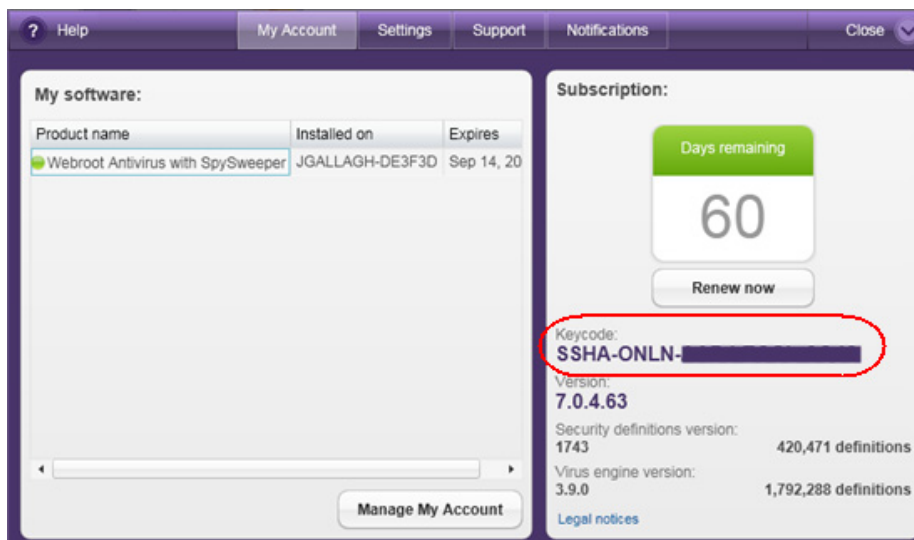 ? Help My Account Settings Support Notifications Close
My software:
Product name Installed on Expires
Webroot Antivirus with SpySweeper JGALLAGH-DE3F3D Sep 14, 20
Manage My Account
Subscription:
Days remaining
60
Renew now
Keycode:
SSHA-ONLN-
Version:
7.0.4.63
Security definitions version:
1743 420,471 definitions
Virus engine version:
3.9.0 1,792,288 definitions
Legal notices